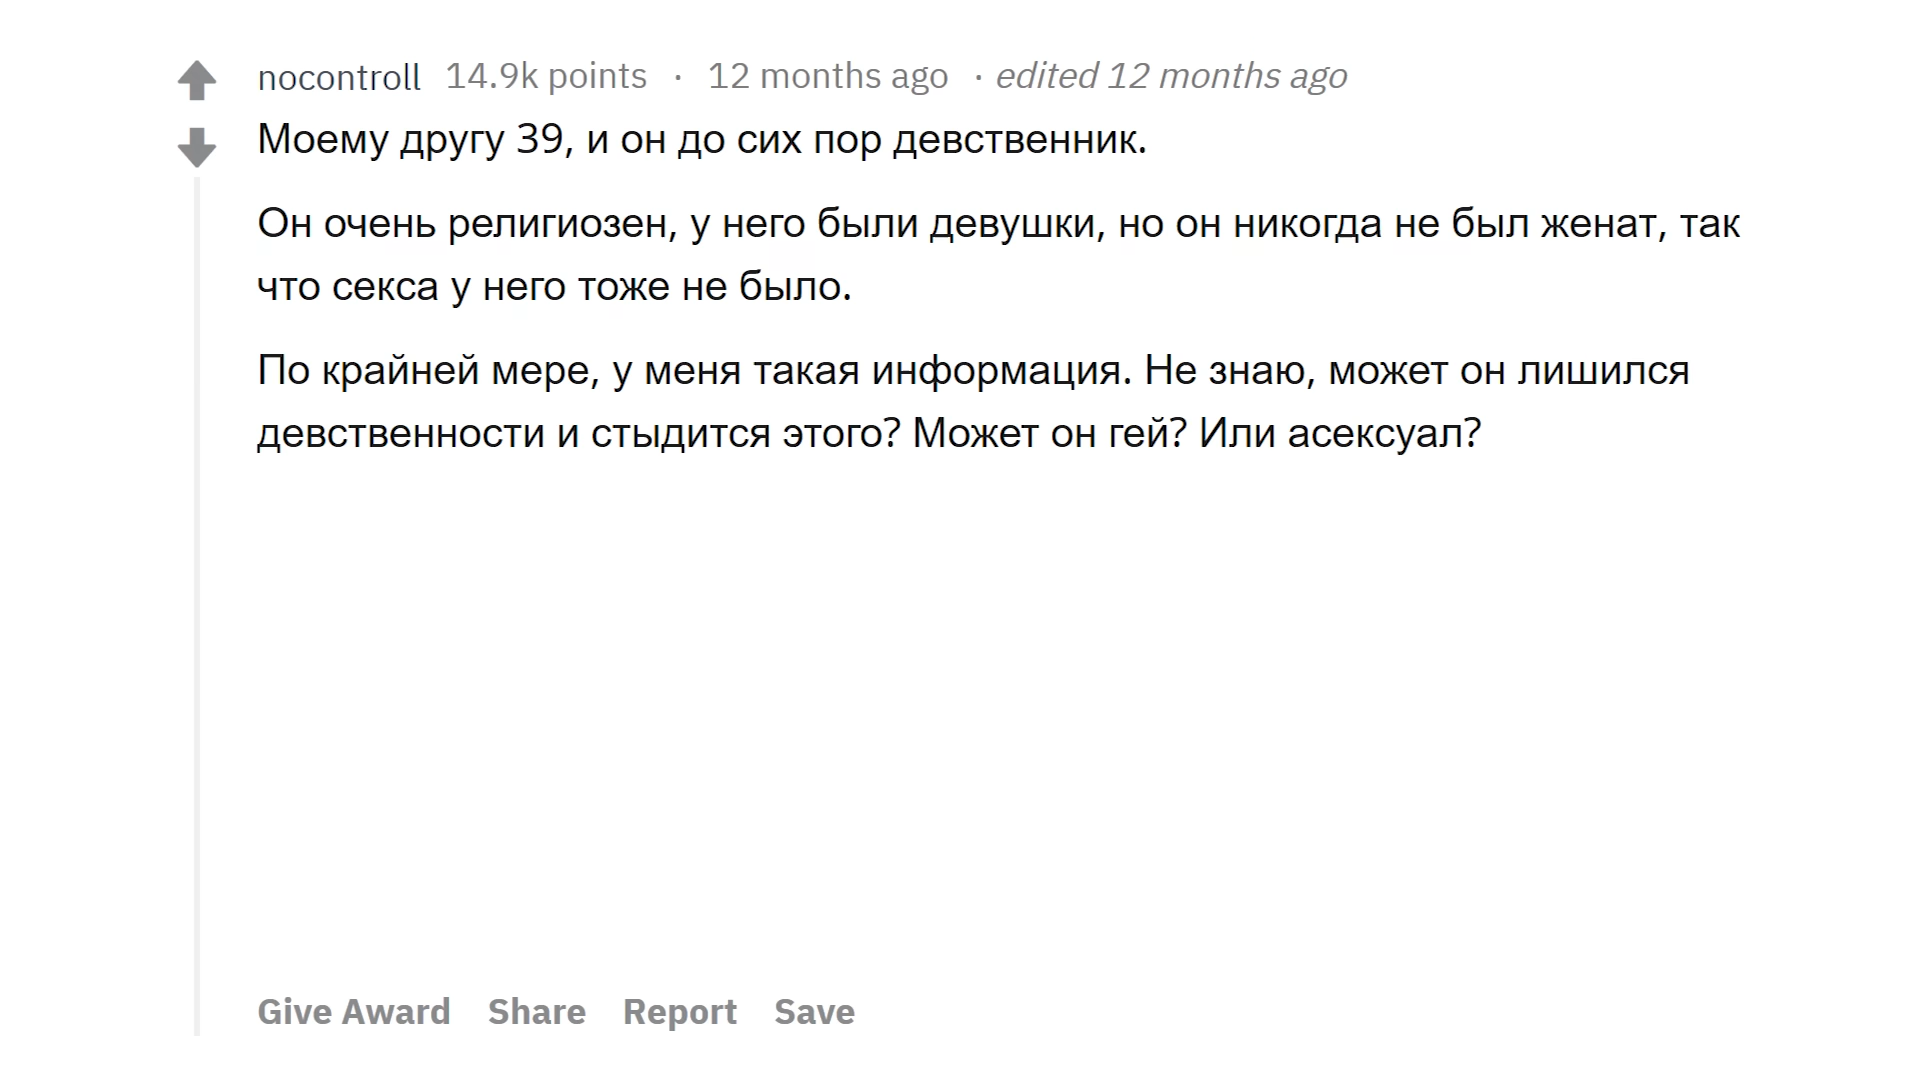 nocontroll 14.9k points · 12 months ago · edited 12 months ago
Моему другу 39, и он до сих пор девственник.
Он очень религиозен, у него были девушки, но он никогда не был женат, так
что секса у него тоже не было.
По крайней мере, у меня такая информация. Не знаю, может он лишился
девственности и стыдится этого? Может он гей? Или асексуал?
Give Award Share Report Save